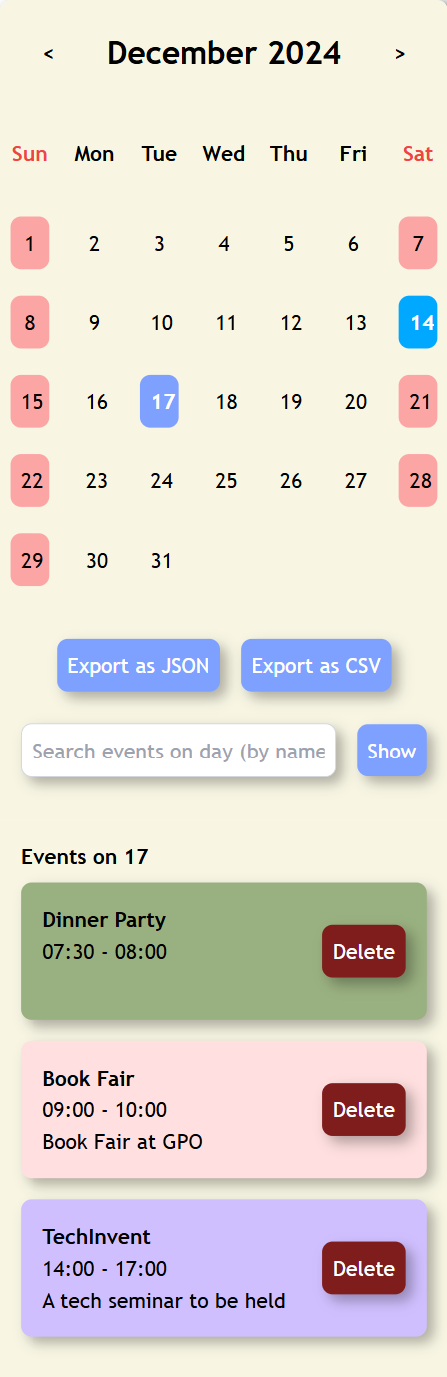 < December 2024 >
Sun Mon Tue Wed Thu Fri Sat
1 2 3 4 5 6 7
8 9 10 11 12 13 14
15 16 17 18 19 20 21
22 23 24 25 26 27 28
29 30 31
Export as JSON Export as CSV
Search events on day (by name Show
Events on 17
Dinner Party
07:30 - 08:00
Delete
Book Fair
09:00 - 10:00
Delete
Book Fair at GPO
TechInvent
14:00 - 17:00
Delete
A tech seminar to be held